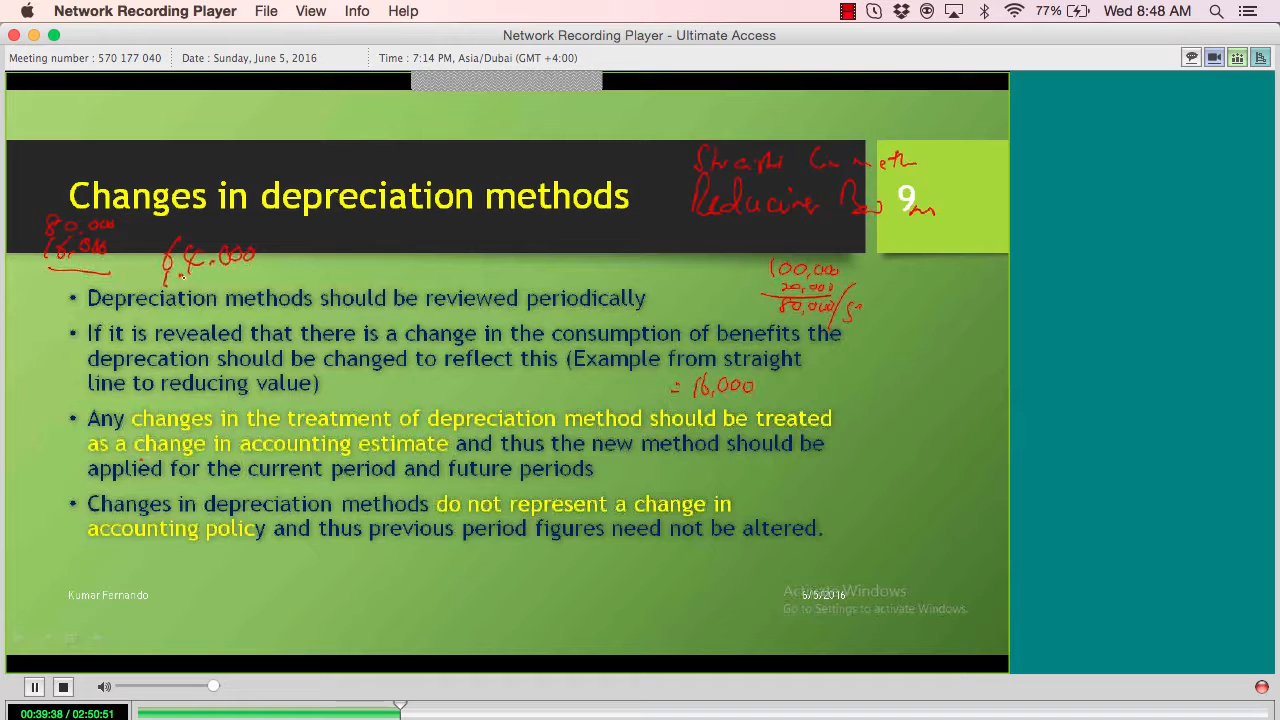 Network Recording Player File View Info Help 77% Wed 8:48 AM
Network Recording Player - Ultimate Access
Meeting number : 570 177 040 Date : Sunday, June 5, 2016 Time : 7:14 PM, Asia/Dubai (GMT +4:00)
Reducing
Changes in depreciation methods
9
80,000
16,000
64,000
100,000
20,000
80,000/5
• Depreciation methods should be reviewed periodically
• If it is revealed that there is a change in the consumption of benefits the
deprecation should be changed to reflect this (Example from straight
line to reducing value)
= 16,000
• Any changes in the treatment of depreciation method should be treated
as a change in accounting estimate and thus the new method should be
applied for the current period and future periods
• Changes in depreciation methods do not represent a change in
accounting policy and thus previous period figures need not be altered.
Kumar Fernando
6/5/2016
Activate Windows
Go to Settings to activate Windows.
00:39:38 / 02:50:51